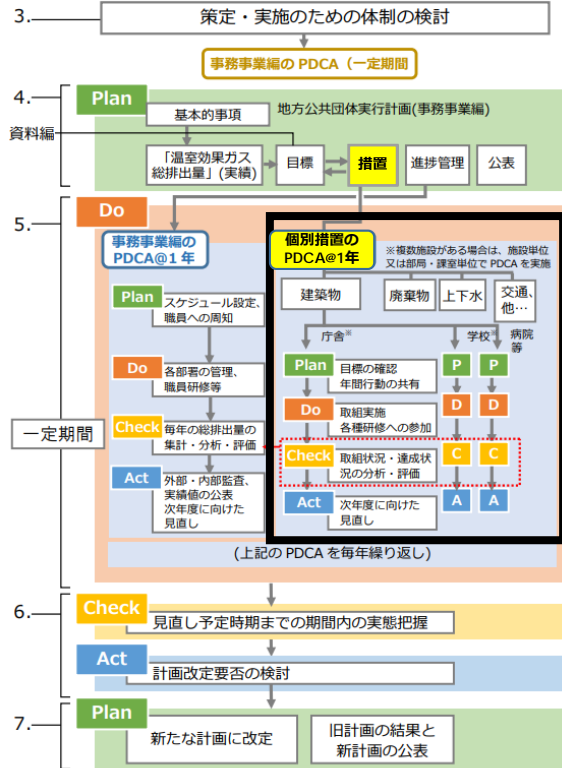 3.
策定・実施のための体制の検討
事務事業編の PDCA（一定期間
4.
Plan
基本的事項
地方公共団体実行計画(事務事業編)
資料編
「温室効果ガス
総排出量」(実績)
目標
措置
進捗管理
公表
5.
Do
事務事業編の
PDCA@1 年
個別措置の
PDCA@1年
※複数施設がある場合は、施設単位
又は部局・課室単位で PDCA を実施
建築物
廃棄物
上下水
交通、
他…
庁舎※
学校※
病院
等
Plan
スケジュール設定、
職員への周知
Do
各部署の管理、
職員研修等
Check
毎年の総排出量の
集計・分析・評価
Act
外部・内部監査、
実績値の公表
次年度に向けた
見直し
Plan
目標の確認
年間行動の共有
P
P
Do
取組実施
各種研修への参加
D
D
Check
取組状況・達成状
況の分析・評価
C
C
Act
次年度に向けた
見直し
A
A
一定期間
(上記の PDCA を毎年繰り返し)
6.
Check
見直し予定時期までの期間内の実態把握
Act
計画改定要否の検討
7.
Plan
新たな計画に改定
旧計画の結果と
新計画の公表